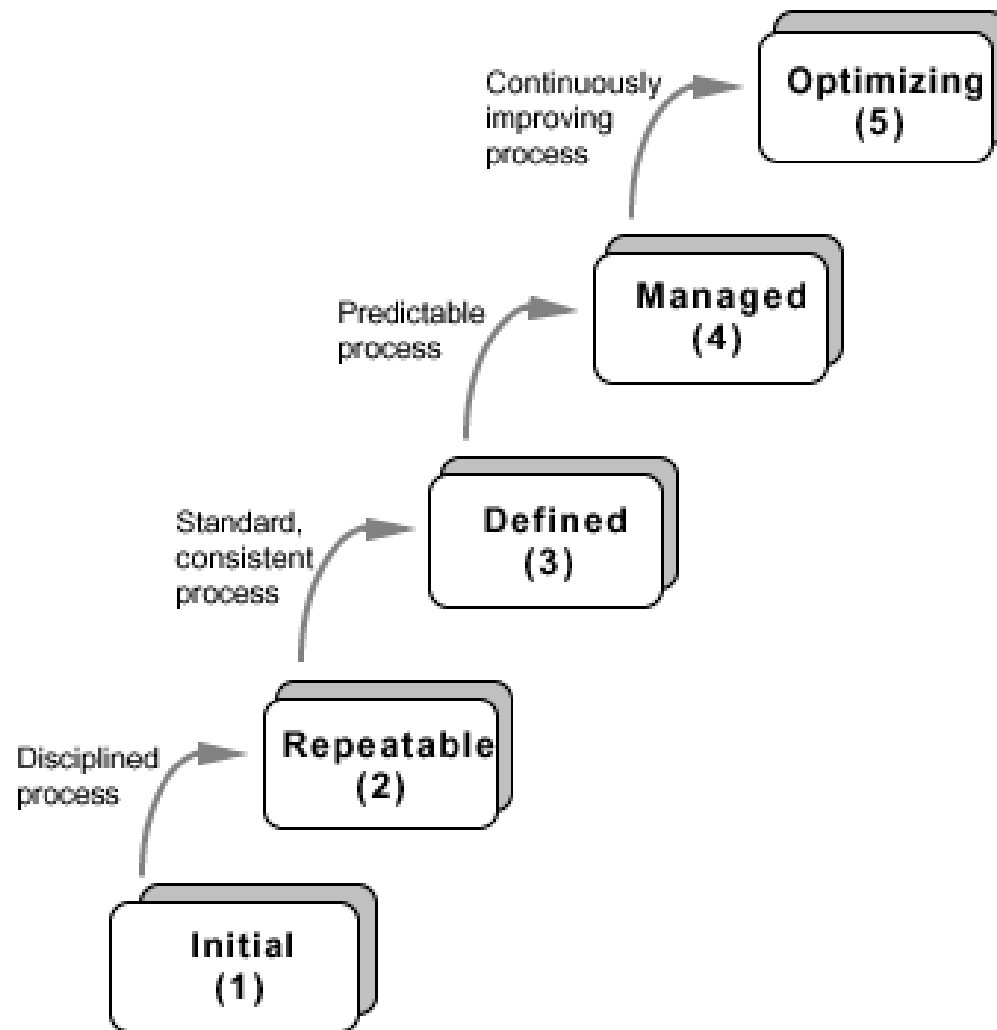 Continuously
improving
process
Optimizing
(5)
Predictable
process
Managed
(4)
Standard,
consistent
process
Defined
(3)
Disciplined
process
Repeatable
(2)
Initial
(1)